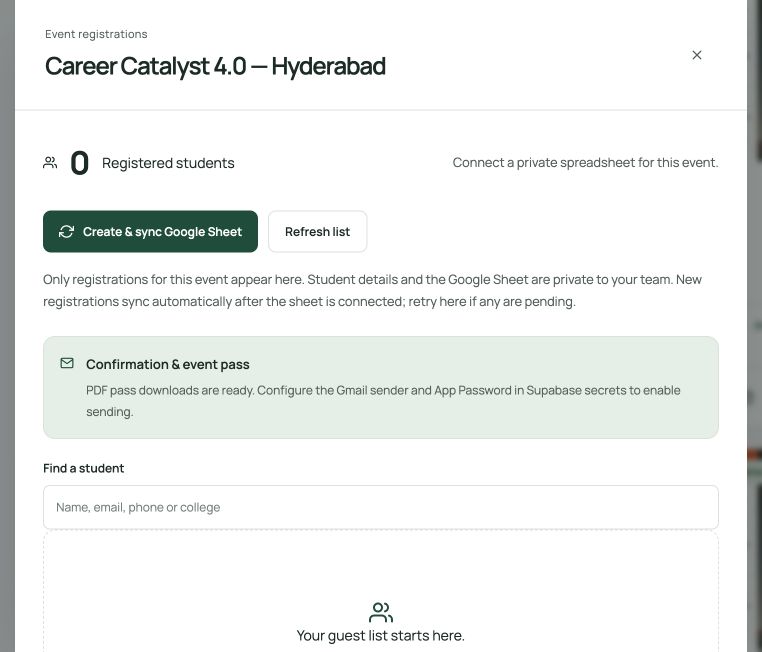 Event registrations
Career Catalyst 4.0 — Hyderabad
0 Registered students
Connect a private spreadsheet for this event.
Create & sync Google Sheet
Refresh list
Only registrations for this event appear here. Student details and the Google Sheet are private to your team. New
registrations sync automatically after the sheet is connected; retry here if any are pending.
Confirmation & event pass
PDF pass downloads are ready. Configure the Gmail sender and App Password in Supabase secrets to enable
sending.
Find a student
Name, email, phone or college
Your guest list starts here.